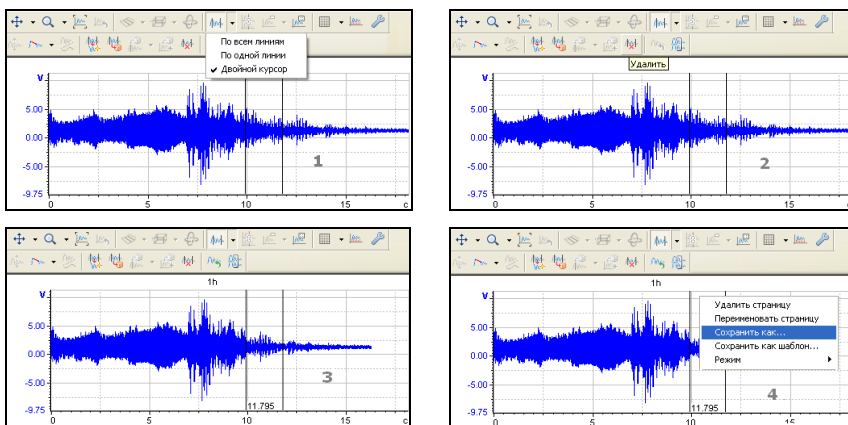 По всем линиям
По одной линии
Двойной курсор
V
5.00
0.00
-5.00
-9.75
0
5
10
15
с
1
Удалить
V
5.00
0.00
-5.00
-9.75
0
5
10
15
2
1h
V
5.00
0.00
-5.00
-9.75
11.795
0
5
10
15
с
3
1h
V
5.00
0.00
-5.00
-9.75
11.795
0
5
10
15
Удалить страницу
Переименовать страницу
Сохранить как...
Сохранить как шаблон...
Режим
4